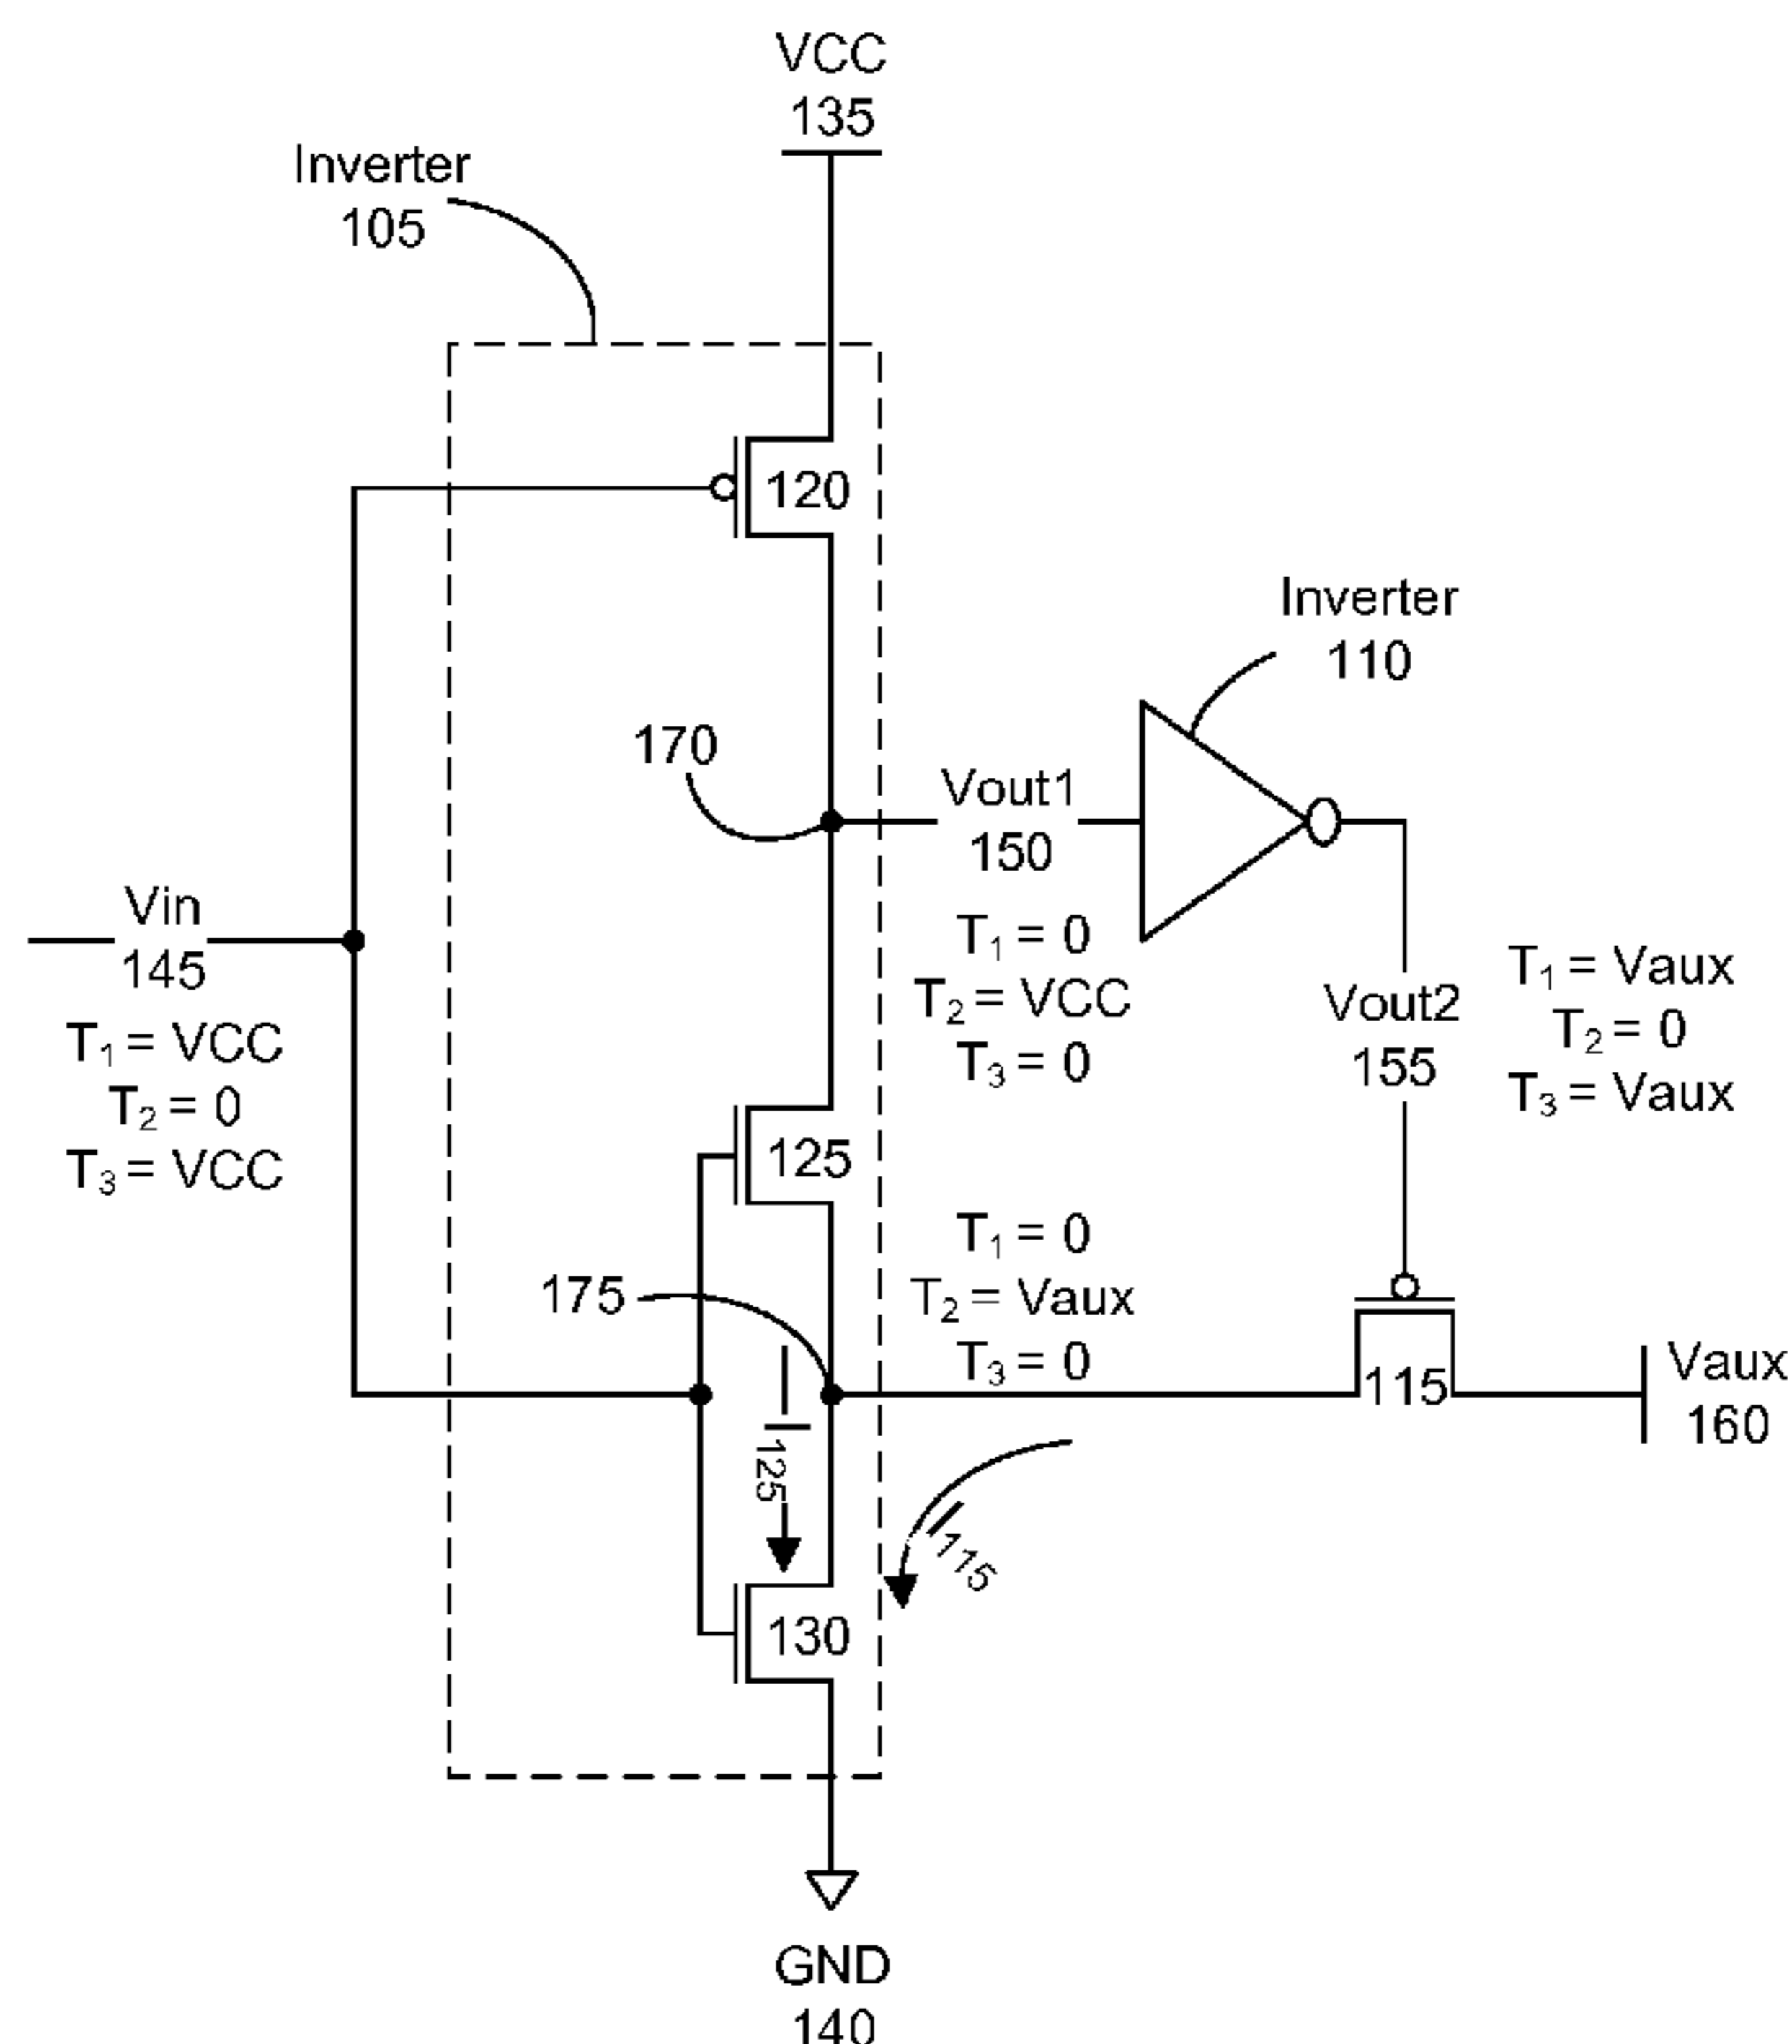 VCC
135
Inverter
105
120
Inverter
110
170
Vout1
150
T₁ = 0
T₂ = VCC
T₃ = 0
Vin
145
T₁ = VCC
T₂ = 0
T₃ = VCC
Vout2
155
T₁ = Vaux
T₂ = 0
T₃ = Vaux
125
175
T₁ = 0
T₂ = Vaux
T₃ = 0
115
Vaux
160
I₁₂₅
I₁₁₅
130
GND
140